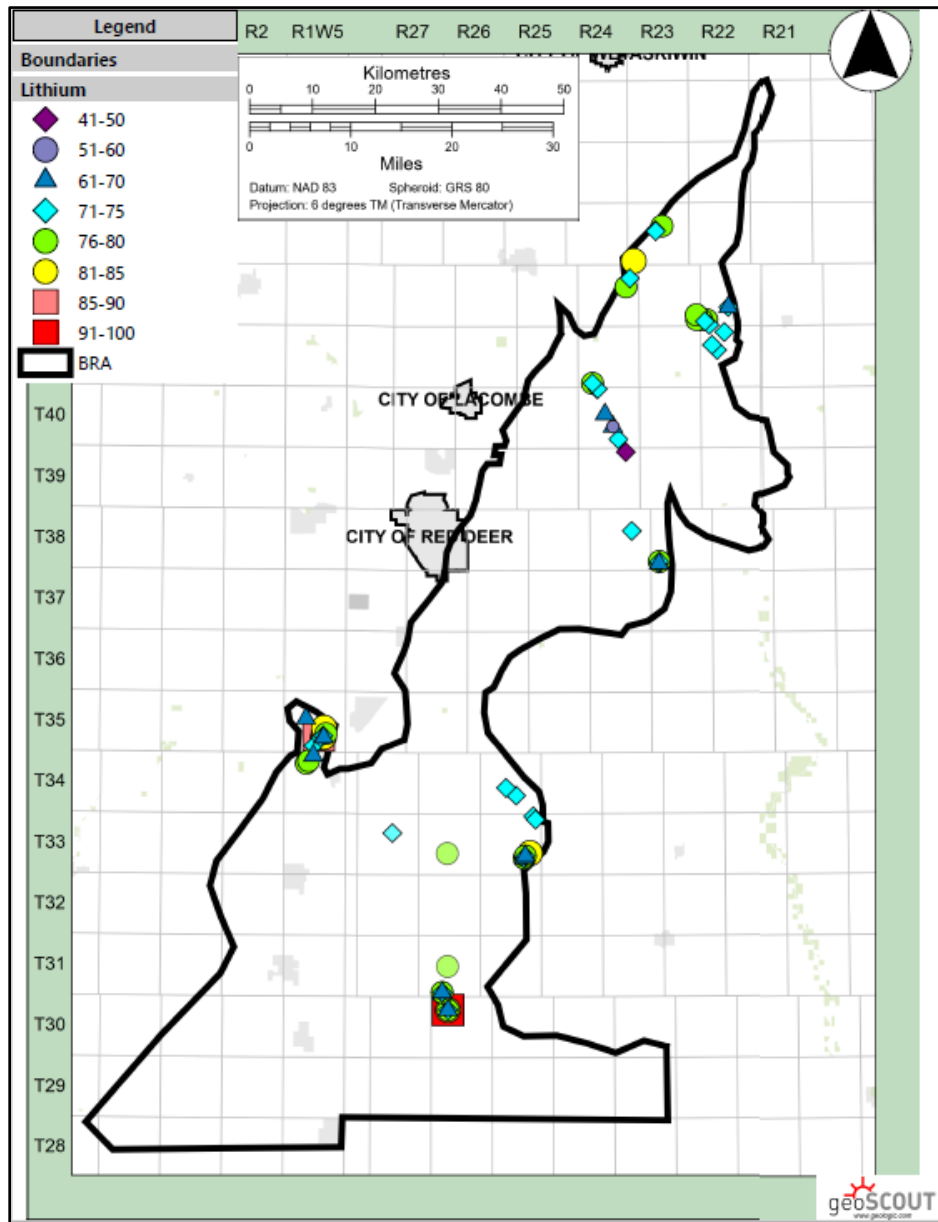 Legend
R2 R1W5 R27 R26 R25 R24 R23 R22 R21
Boundaries
Lithium
41-50
51-60
61-70
71-75
76-80
81-85
85-90
91-100
BRA
Kilometres
0 10 20 30 40 50
0 10 20 30
Miles
Datum: NAD 83 Spheroid: GRS 80
Projection: 6 degrees TM (Transverse Mercator)
CITY OF LACOMBE
CITY OF RED DEER
T40
T39
T38
T37
T36
T35
T34
T33
T32
T31
T30
T29
T28
geoSCOUT
www.geologic.com